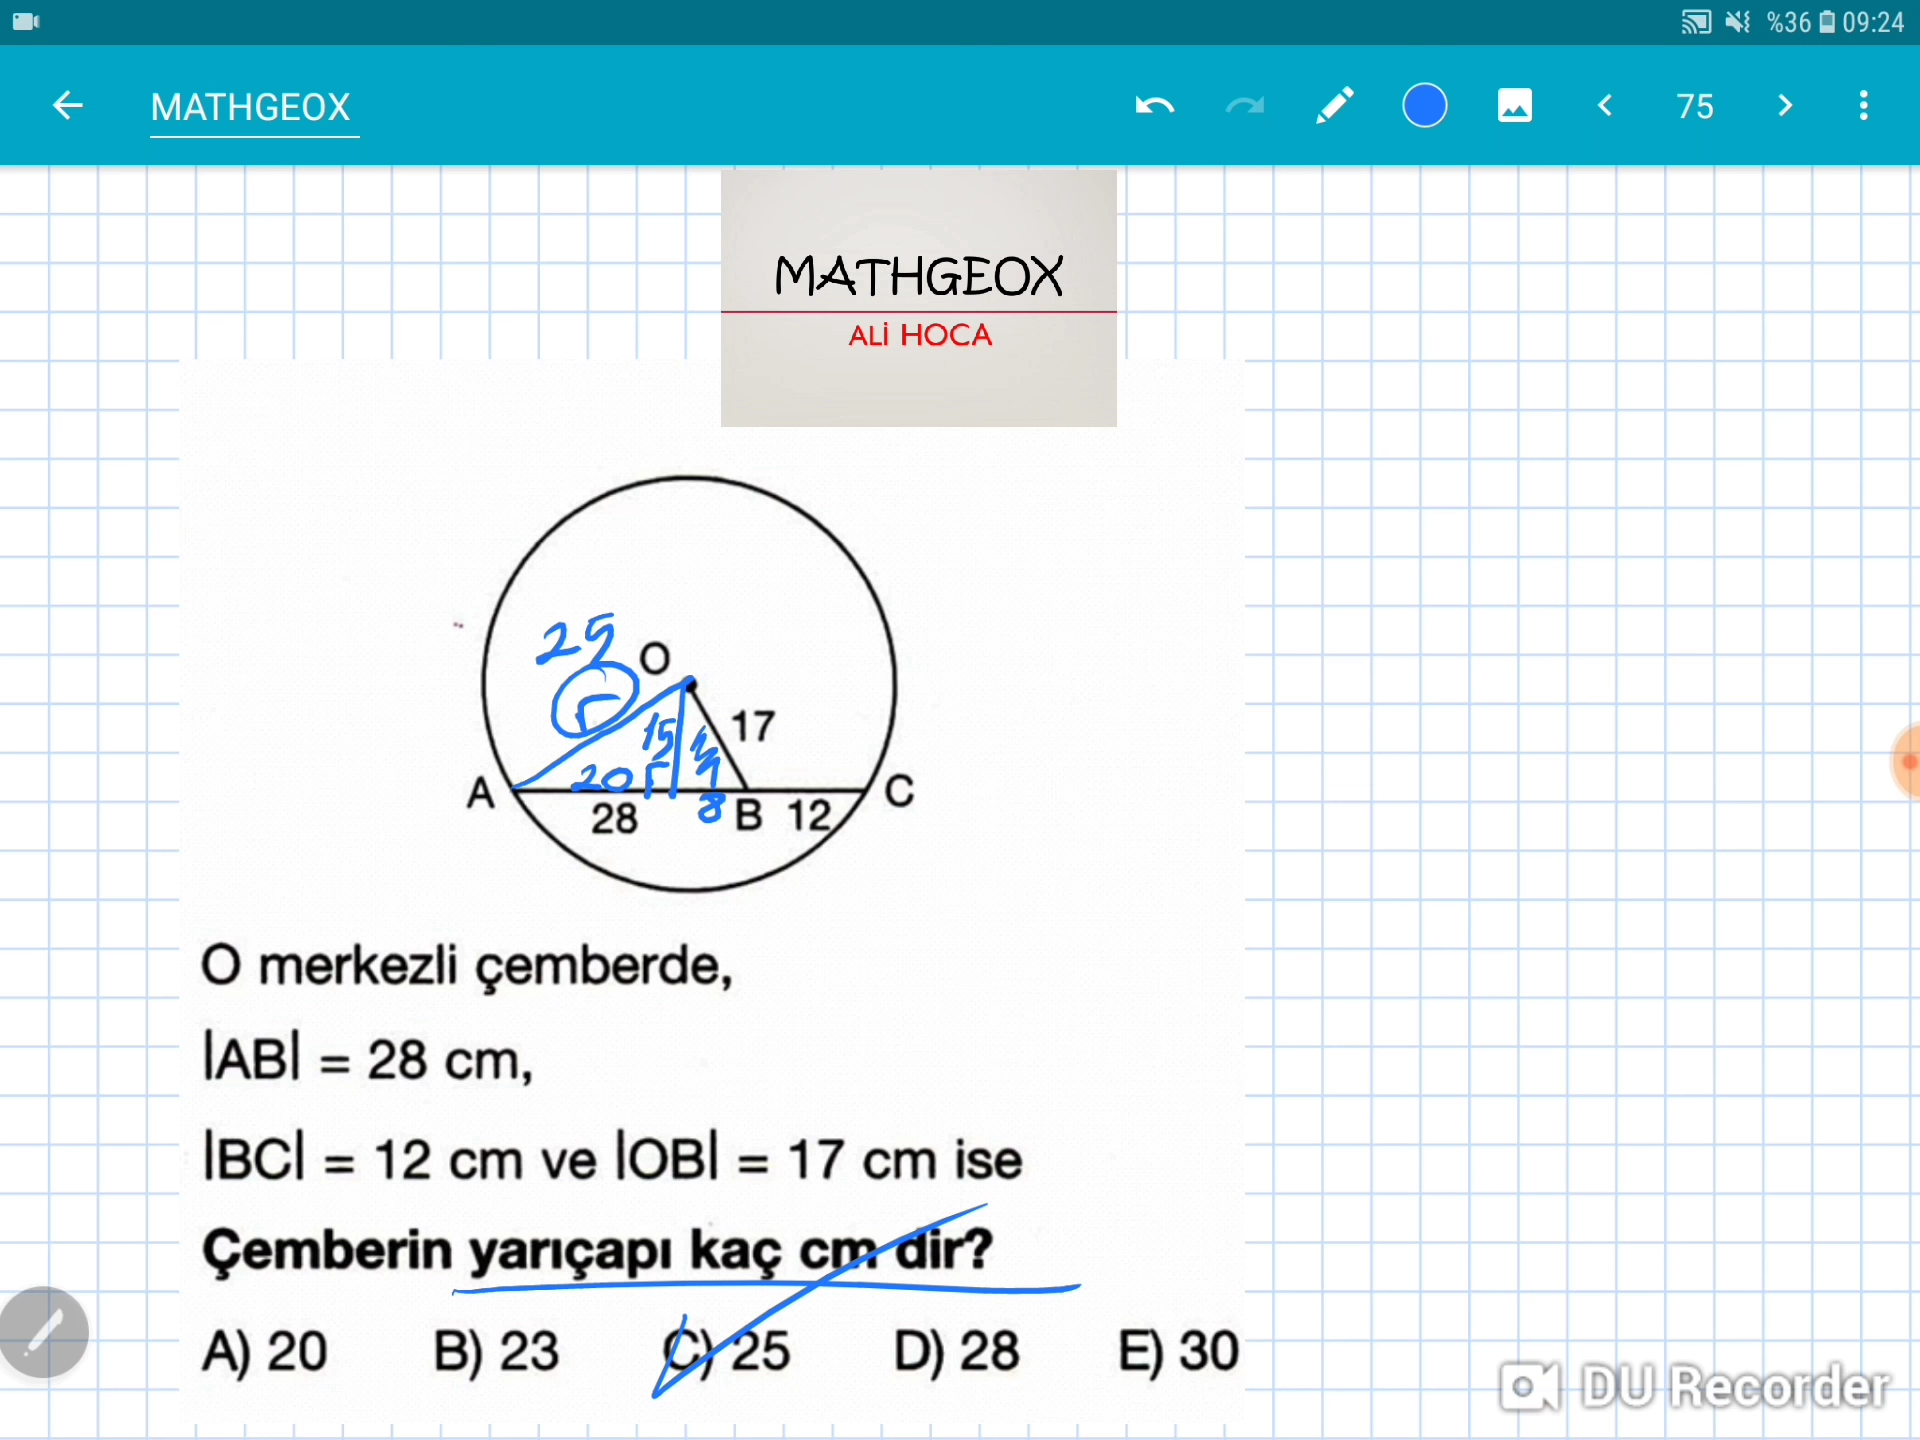 %36 09:24
MATHGEOX
75
MATHGEOX
ALİ HOCA
25
O
r
17
15
20
A
C
28
8
B
12
O merkezli çemberde,
|AB| = 28 cm,
|BC| = 12 cm ve |OB| = 17 cm ise
Çemberin yarıçapı kaç cm dir?
A) 20 B) 23 C) 25 D) 28 E) 30
DU Recorder